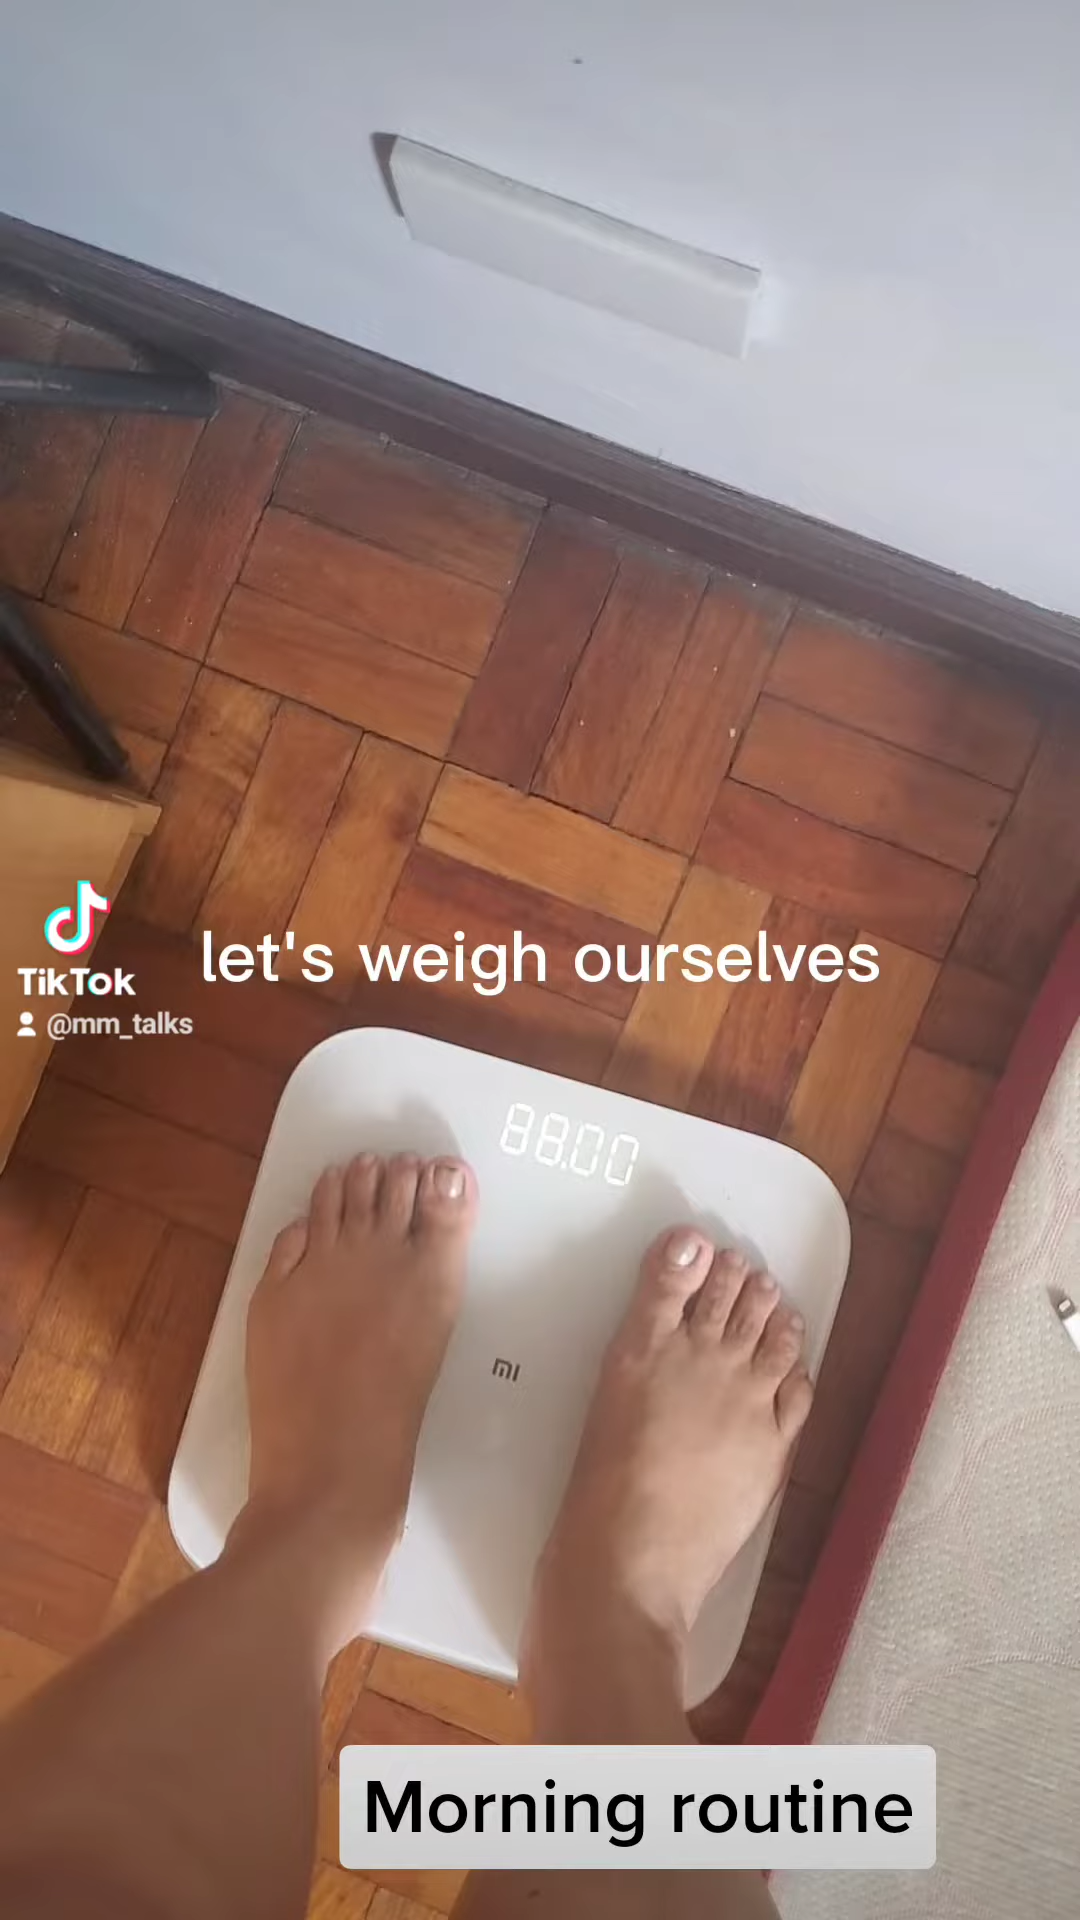 let's weigh ourselves
TikTok
@mm_talks
88.00
mi
Morning routine